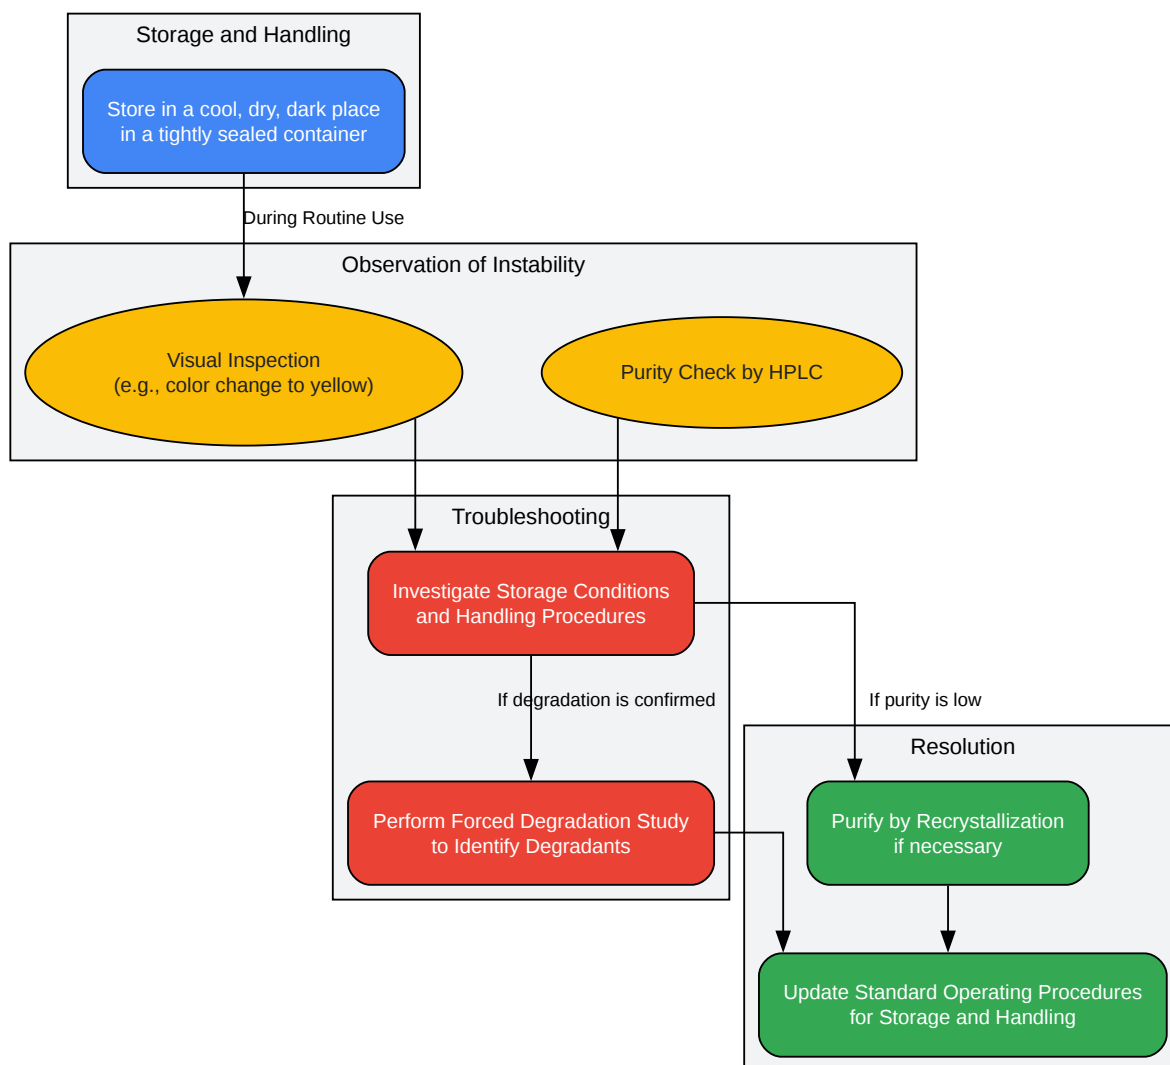 Storage and Handling
Store in a cool, dry, dark place
in a tightly sealed container
During Routine Use
Observation of Instability
Visual Inspection
(e.g., color change to yellow)
Purity Check by HPLC
Troubleshooting
Investigate Storage Conditions
and Handling Procedures
If degradation is confirmed
If purity is low
Resolution
Perform Forced Degradation Study
to Identify Degradants
Purify by Recrystallization
if necessary
Update Standard Operating Procedures
for Storage and Handling